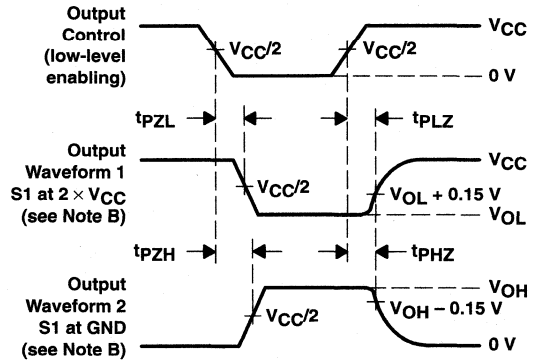 Output
Control
(low-level
enabling)
VCC/2
VCC/2
VCC
0 V
tPZL
tPLZ
Output
Waveform 1
S1 at 2 × VCC
(see Note B)
VCC/2
VCC
VOL + 0.15 V
VOL
tPZH
tPHZ
Output
Waveform 2
S1 at GND
(see Note B)
VCC/2
VOH
VOH − 0.15 V
0 V